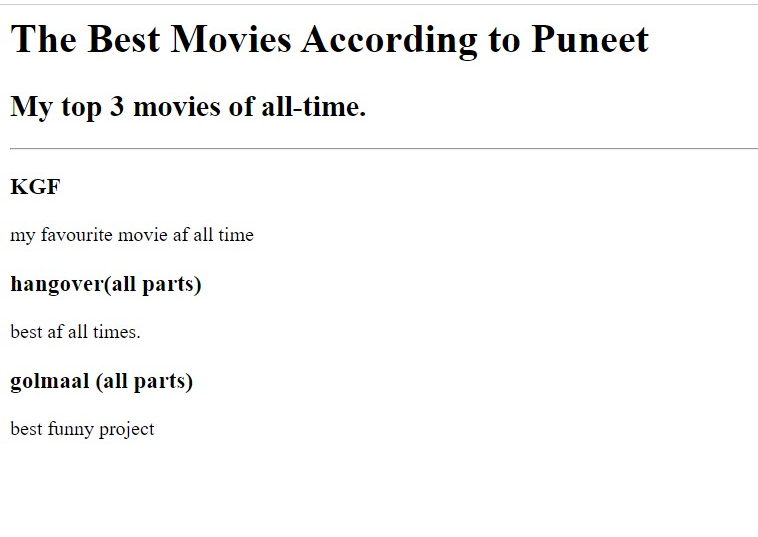 The Best Movies According to Puneet
My top 3 movies of all-time.
KGF
my favourite movie af all time
hangover(all parts)
best af all times.
golmaal (all parts)
best funny project